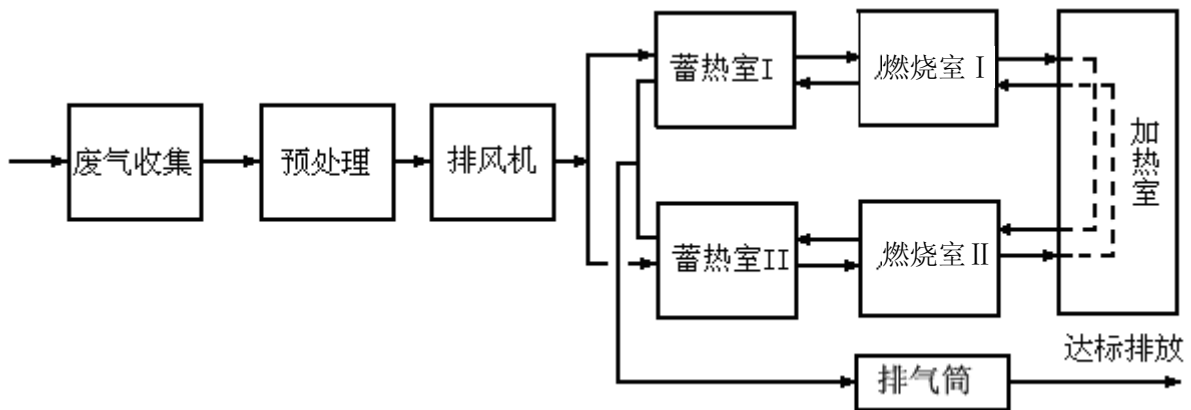 废气收集
预处理
排风机
蓄热室I
燃烧室Ⅰ
蓄热室II
燃烧室Ⅱ
加热室
排气筒
达标排放